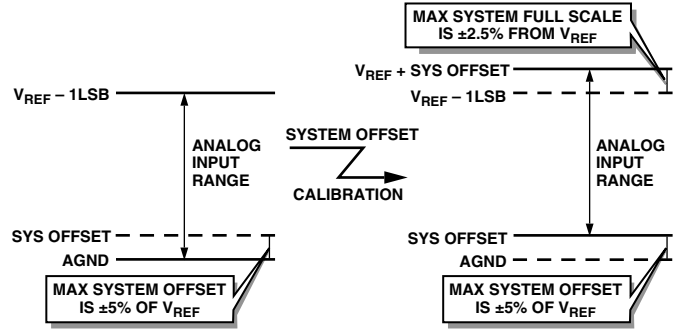 MAX SYSTEM FULL SCALE
IS ±2.5% FROM VREF
VREF + SYS OFFSET
VREF – 1LSB
VREF – 1LSB
SYSTEM OFFSET
CALIBRATION
ANALOG
INPUT
RANGE
ANALOG
INPUT
RANGE
SYS OFFSET
AGND
SYS OFFSET
AGND
MAX SYSTEM OFFSET
IS ±5% OF VREF
MAX SYSTEM OFFSET
IS ±5% OF VREF